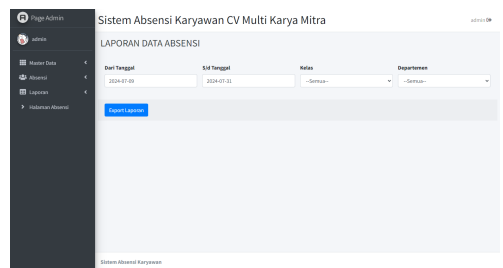 Page Admin
Sistem Absensi Karyawan CV Multi Karya Mitra
admin
admin
LAPORAN DATA ABSENSI
Master Data
Absensi
Laporan
Halaman Absensi
Dari Tanggal
S/d Tanggal
Kelas
Departemen
2024-07-09
2024-07-31
--Semua--
--Semua--
Export Laporan
Sistem Absensi Karyawan